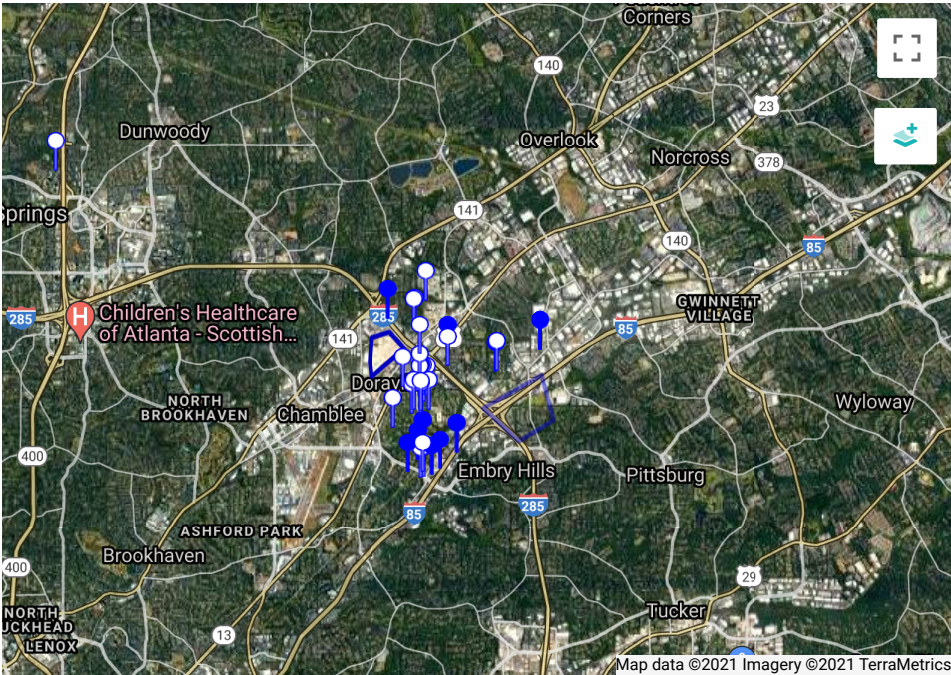 Corners
140
23
Dunwoody
Overlook
Norcross
378
Springs
141
140
85
285
Children's Healthcare
of Atlanta - Scottish...
285
GWINNETT
VILLAGE
141
85
Dorav
NORTH
BROOKHAVEN
Chamblee
Wyloway
400
Embry Hills
Pittsburg
85
285
ASHFORD PARK
Brookhaven
400
29
NORTH
UCKHEAD
LENOX
13
Tucker
Map data ©2021 Imagery ©2021 TerraMetrics